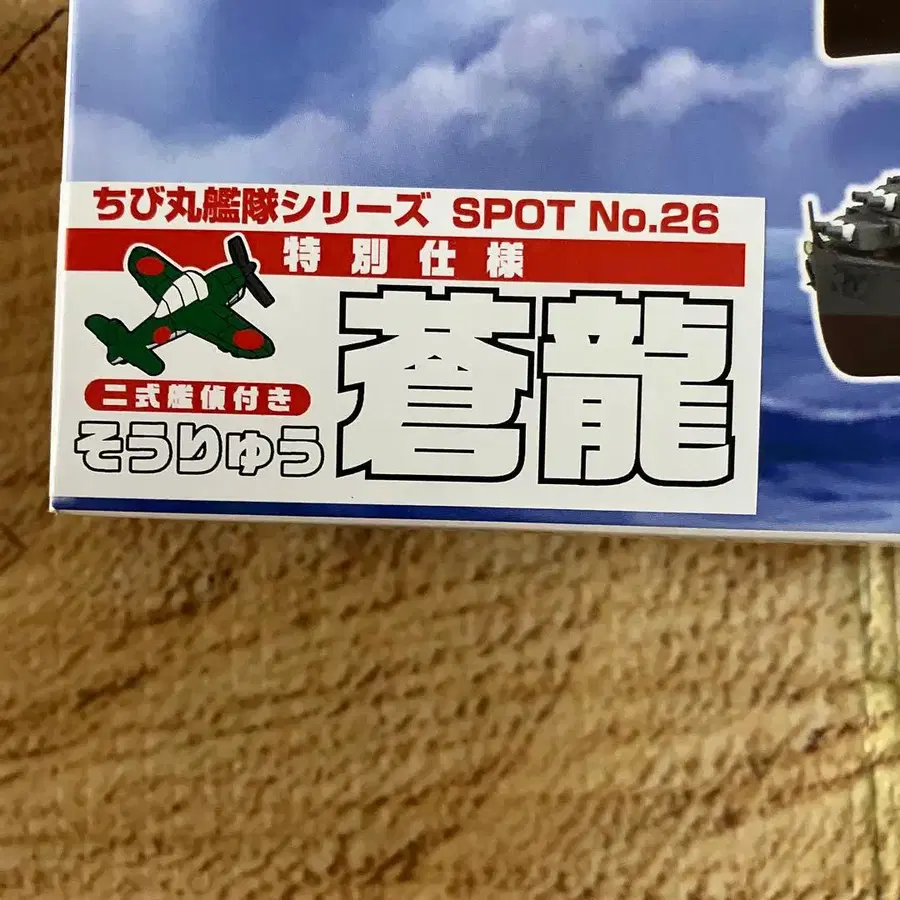 ちび丸艦隊シリーズ SPOT No.26
特別仕様
二式艦偵付き
そうりゅう
蒼龍